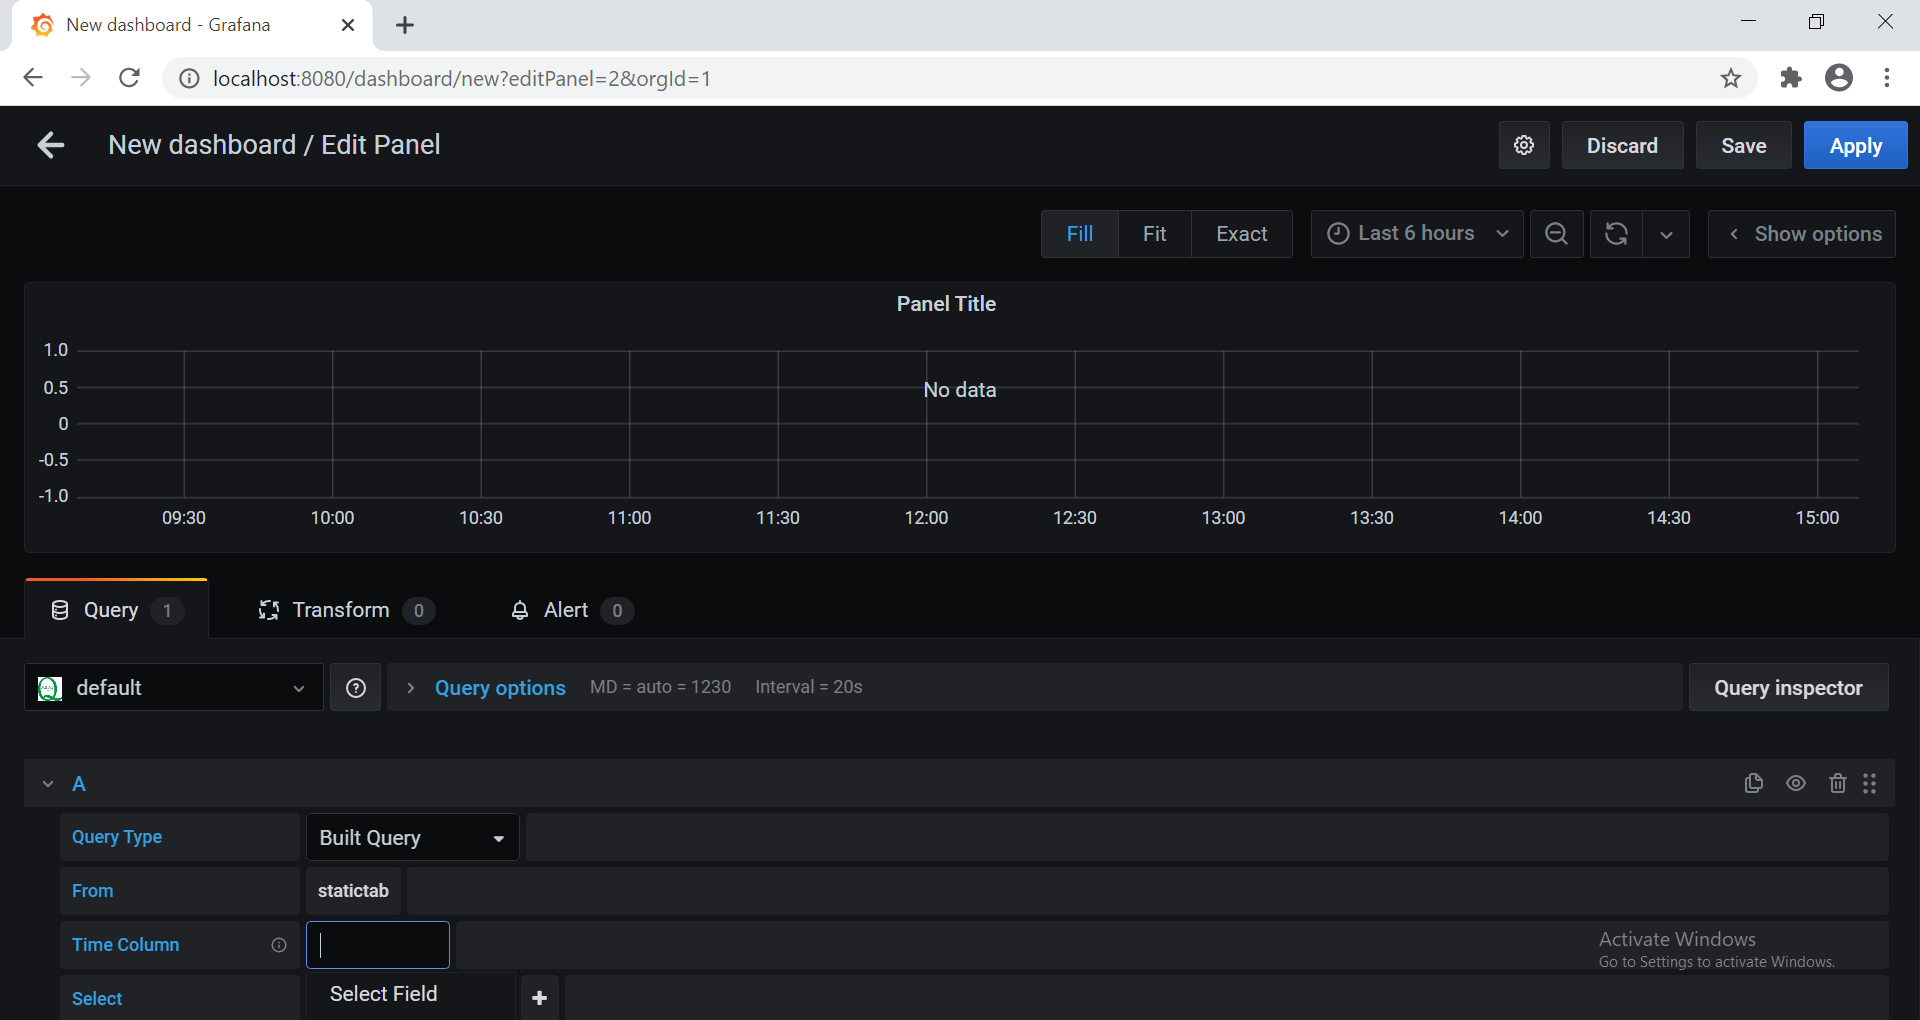 New dashboard - Grafana
localhost:8080/dashboard/new?editPanel=2&orgId=1
New dashboard / Edit Panel
Discard
Save
Apply
Fill
Fit
Exact
Last 6 hours
Show options
Panel Title
1.0
0.5
0
-0.5
-1.0
No data
09:30 10:00 10:30 11:00 11:30 12:00 12:30 13:00 13:30 14:00 14:30 15:00
Query 1
Transform 0
Alert 0
default
Query options MD = auto = 1230 Interval = 20s
Query inspector
A
Query Type Built Query
From statictab
Time Column
Activate Windows
Go to Settings to activate Windows.
Select Select Field